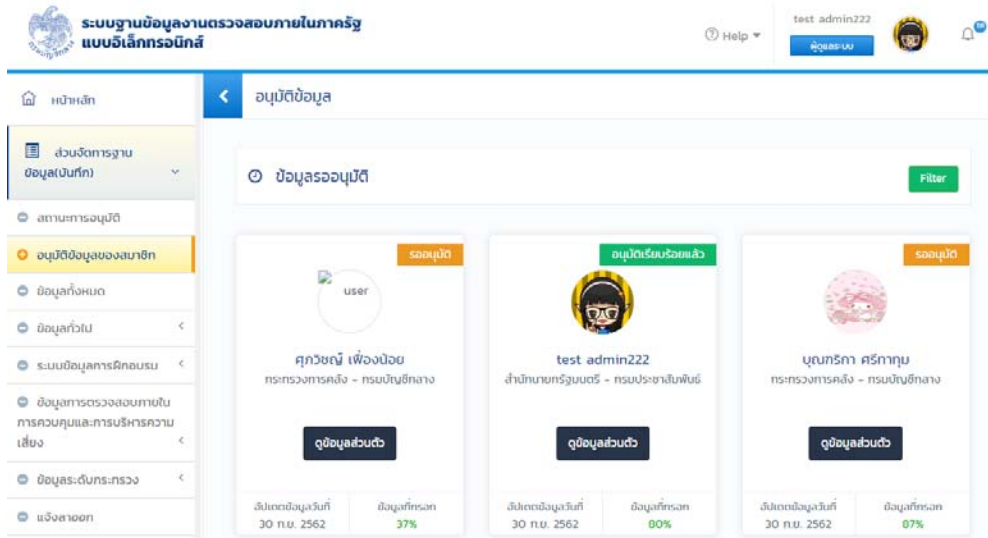 ระบบฐานข้อมูลงานตรวจสอบภายในภาครัฐ
แบบอิเล็กทรอนิกส์
Help
test admin222
ผู้ดูแลระบบ
หน้าหลัก
ส่วนจัดการฐาน
ข้อมูล(บันทึก)
สถานะการอนุมัติ
อนุมัติข้อมูลของสมาชิก
ข้อมูลทั้งหมด
ข้อมูลทั่วไป
ระบบข้อมูลการฝึกอบรม
ข้อมูลการตรวจสอบภายใน
การควบคุมและการบริหารความ
เสี่ยง
ข้อมูลระดับกระทรวง
แจ้งลาออก
อนุมัติข้อมูล
ข้อมูลรออนุมัติ
Filter
รออนุมัติ
user
ศุภวิชญ์ เฟื่องน้อย
กระทรวงการคลัง - กรมบัญชีกลาง
ดูข้อมูลส่วนตัว
อัปเดตข้อมูลวันที่
30 ก.ย. 2562
ข้อมูลที่กรอก
37%
อนุมัติเรียบร้อยแล้ว
test admin222
สำนักนายกรัฐมนตรี - กรมประชาสัมพันธ์
ดูข้อมูลส่วนตัว
อัปเดตข้อมูลวันที่
30 ก.ย. 2562
ข้อมูลที่กรอก
80%
รออนุมัติ
บุณฑริกา ศรีทาทุม
กระทรวงการคลัง - กรมบัญชีกลาง
ดูข้อมูลส่วนตัว
อัปเดตข้อมูลวันที่
30 ก.ย. 2562
ข้อมูลที่กรอก
87%